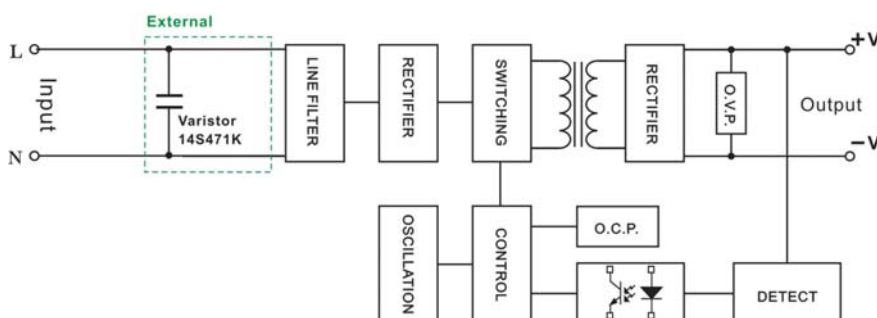 External
L
+V
Input
Varistor
14S471K
LINE FILTER
RECTIFIER
SWITCHING
RECTIFIER
O.V.P.
Output
N
−V
OSCILLATION
CONTROL
O.C.P.
DETECT